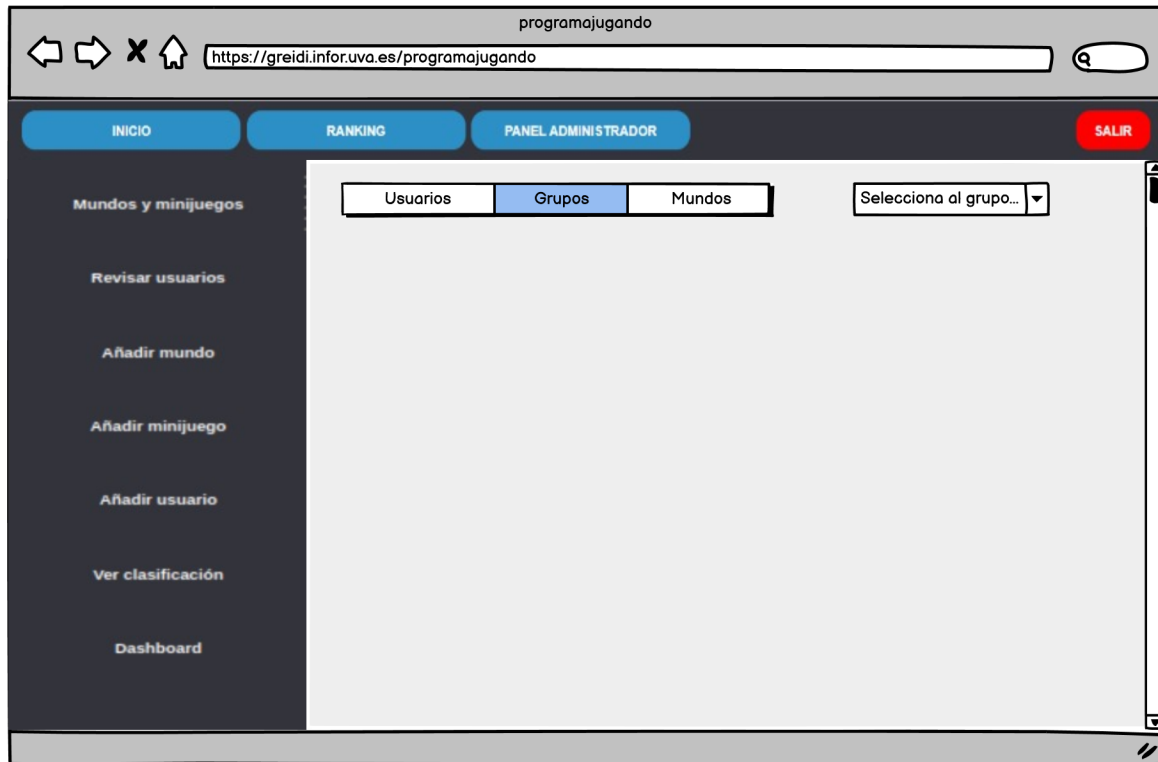 programajugando
https://greidi.infor.uva.es/programajugando
INICIO
RANKING
PANEL ADMINISTRADOR
SALIR
Mundos y minijuegos
Usuarios
Grupos
Mundos
Selecciona al grupo...
Revisar usuarios
Añadir mundo
Añadir minijuego
Añadir usuario
Ver clasificación
Dashboard